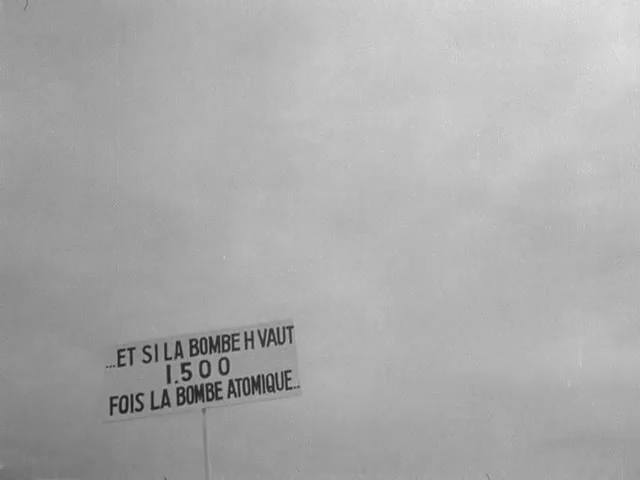 ...ET SI LA BOMBE H VAUT
1.500
FOIS LA BOMBE ATOMIQUE...